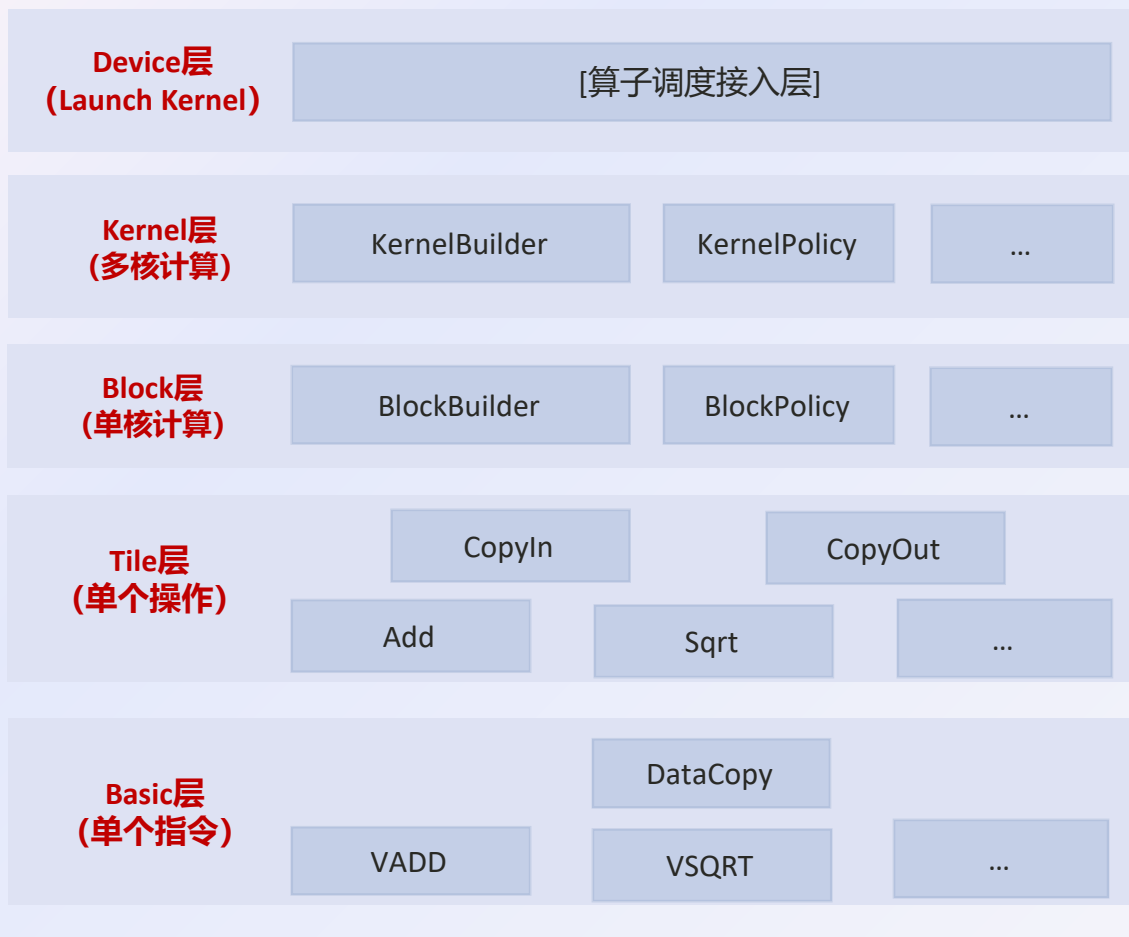 Device层
（Launch Kernel）
[算子调度接入层]
Kernel层
(多核计算）
KernelBuilder
KernelPolicy
...
Block层
(单核计算）
BlockBuilder
BlockPolicy
...
Tile层
(单个操作）
CopyIn
CopyOut
Add
Sqrt
...
Basic层
(单个指令）
DataCopy
VADD
VSQRT
...